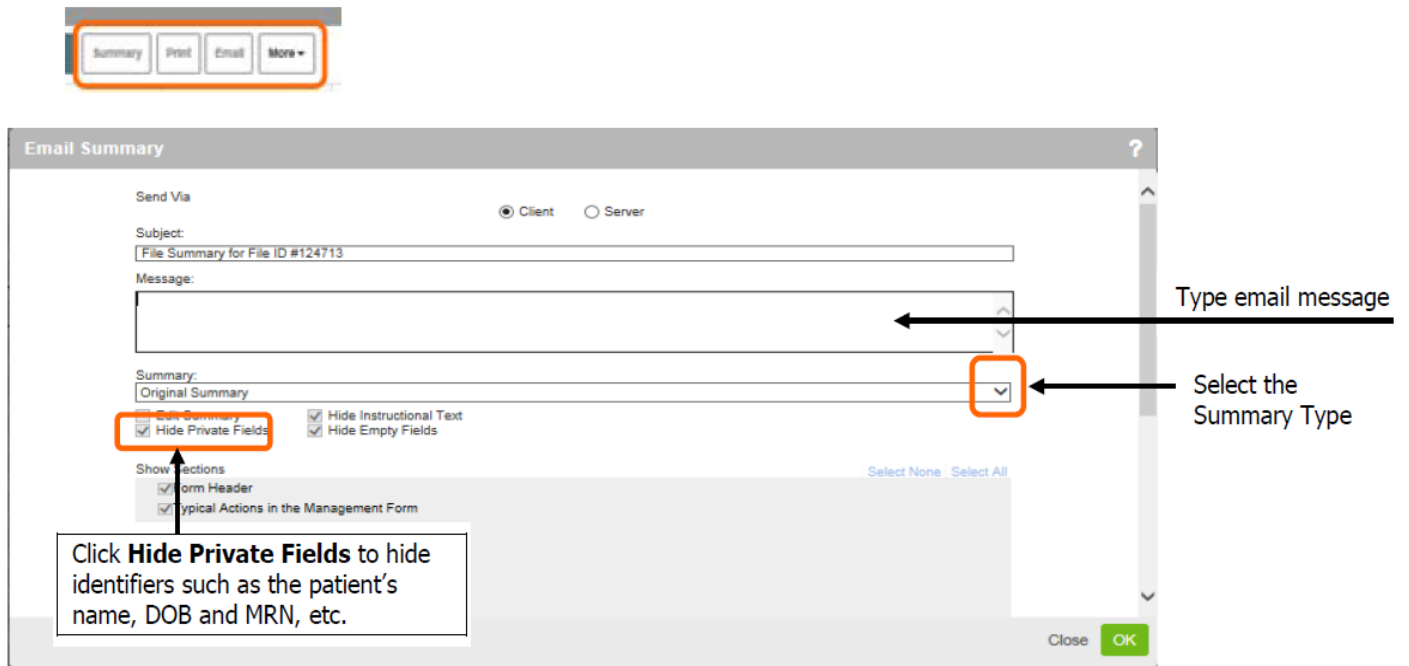 Summary Print Email More
Email Summary ?
Send Via
Client Server
Subject:
File Summary for File ID #124713
Message:
Type email message
Summary:
Original Summary
Select the
Summary Type
Edit Summary Hide Instructional Text
Hide Private Fields Hide Empty Fields
Show Sections Select None Select All
Form Header
Typical Actions in the Management Form
Click Hide Private Fields to hide
identifiers such as the patient's
name, DOB and MRN, etc.
Close OK